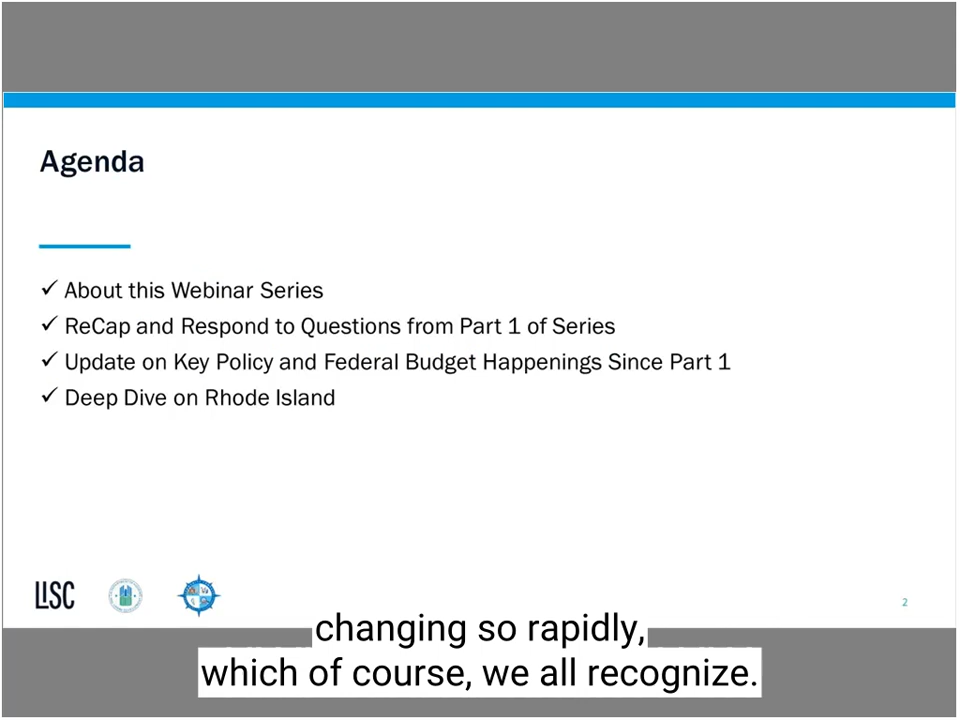 Agenda
✓ About this Webinar Series
✓ ReCap and Respond to Questions from Part 1 of Series
✓ Update on Key Policy and Federal Budget Happenings Since Part 1
✓ Deep Dive on Rhode Island
LISC
2
changing so rapidly,
which of course, we all recognize.